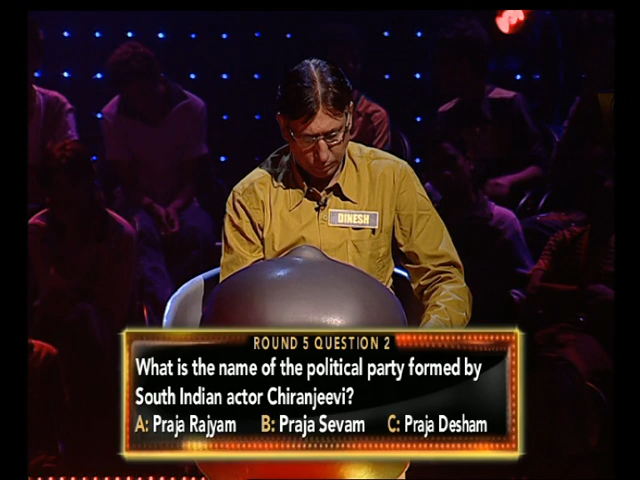 DINESH
ROUND 5 QUESTION 2
What is the name of the political party formed by
South Indian actor Chiranjeevi?
A: Praja Rajyam B: Praja Sevam C: Praja Desham